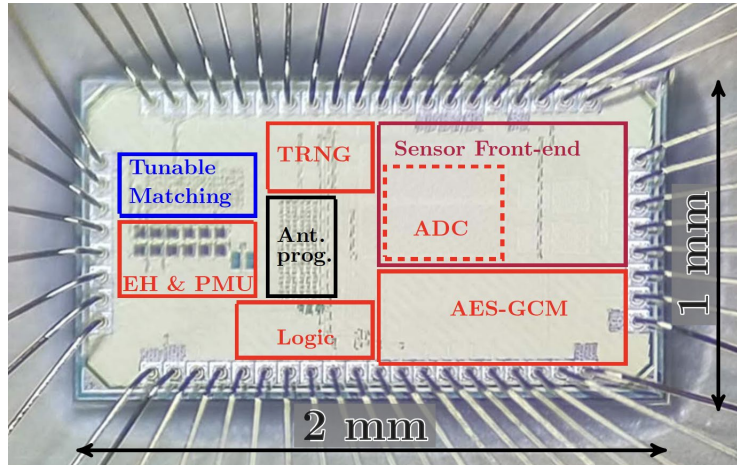 TRNG
Sensor Front-end
Tunable
Matching
ADC
Ant.
prog.
EH & PMU
AES-GCM
Logic
1 mm
2 mm